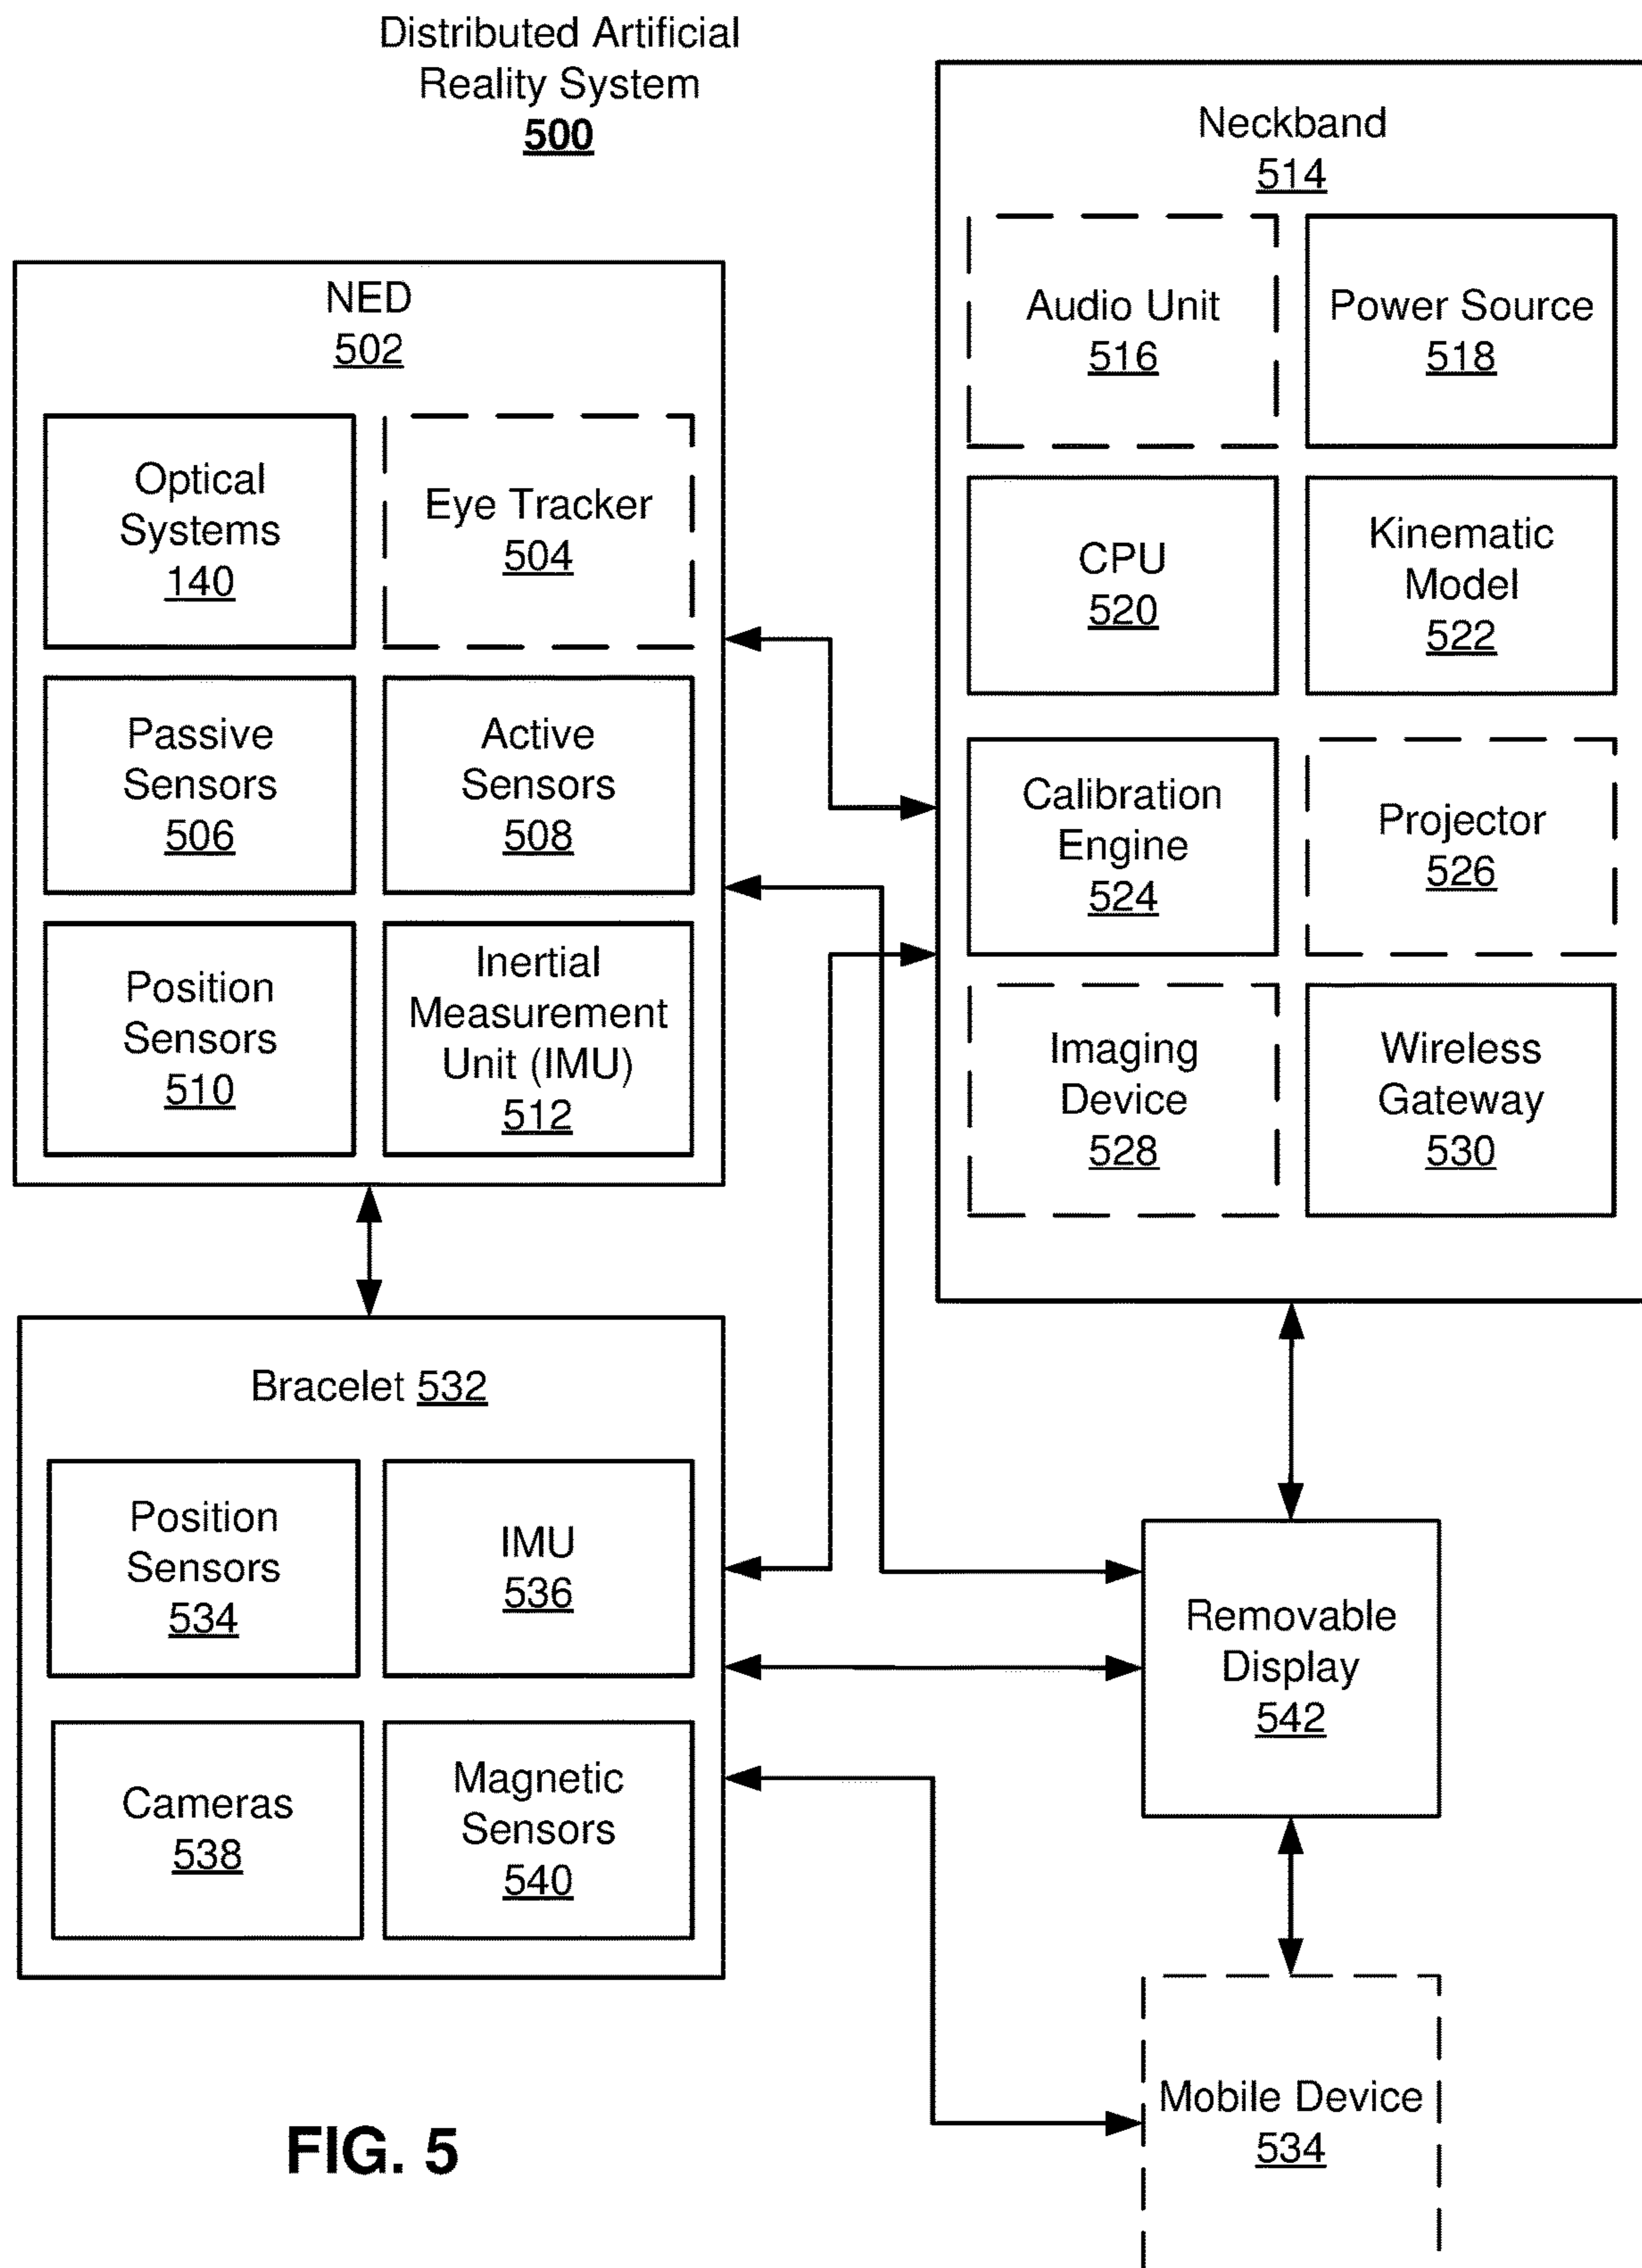 Distributed Artificial
Reality System
500
NED
502
Optical
Systems
140
Eye Tracker
504
Passive
Sensors
506
Active
Sensors
508
Position
Sensors
510
Inertial
Measurement
Unit (IMU)
512
Neckband
514
Audio Unit
516
Power Source
518
CPU
520
Kinematic
Model
522
Calibration
Engine
524
Projector
526
Imaging
Device
528
Wireless
Gateway
530
Bracelet 532
Position
Sensors
534
IMU
536
Cameras
538
Magnetic
Sensors
540
Removable
Display
542
Mobile Device
534
FIG. 5